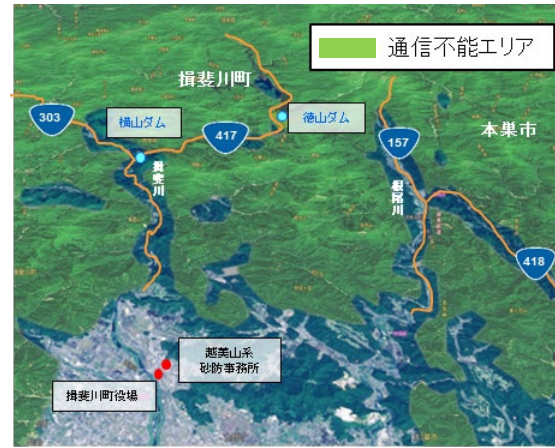 通信不能エリア
揖斐川町
303
横山ダム
417
徳山ダム
157
本巣市
揖斐川
根尾川
418
越美山系
砂防事務所
揖斐川町役場